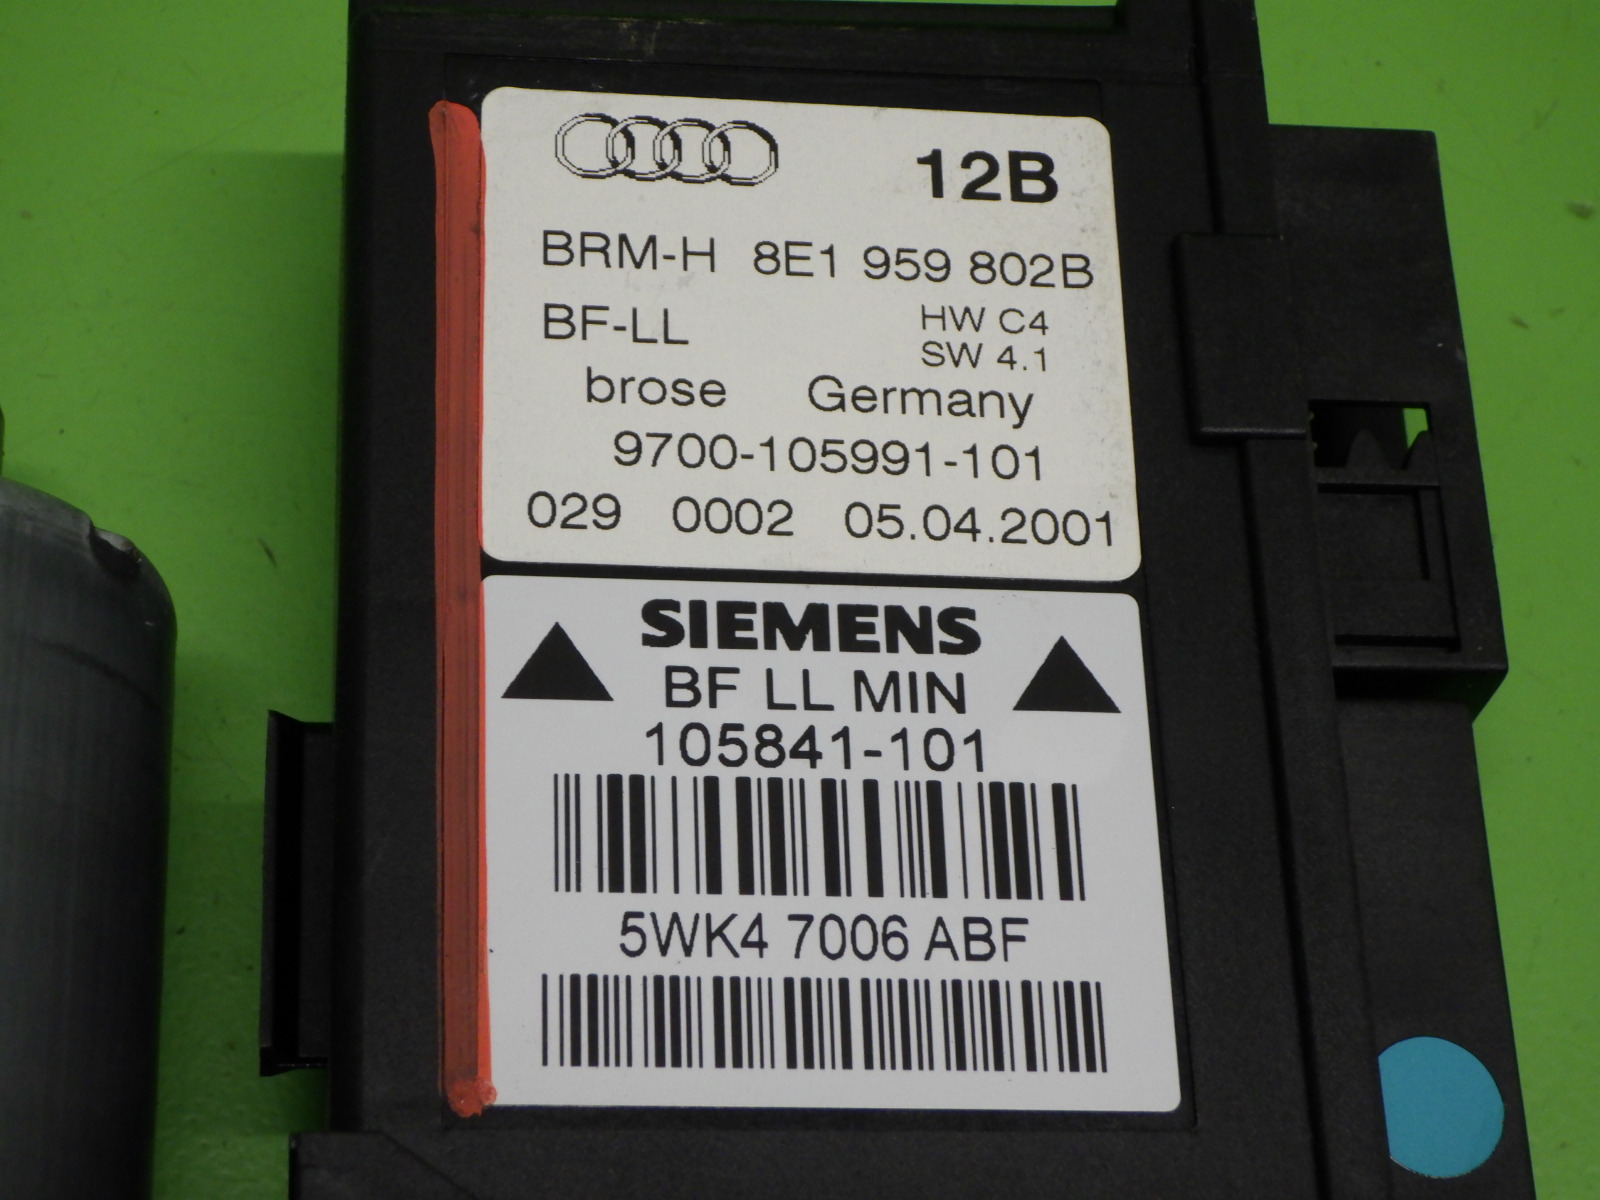 12B
BRM-H 8E1 959 802B
BF-LL HW C4
SW 4.1
brose Germany
9700-105991-101
029 0002 05.04.2001
SIEMENS
BF LL MIN
105841-101
5WK4 7006 ABF